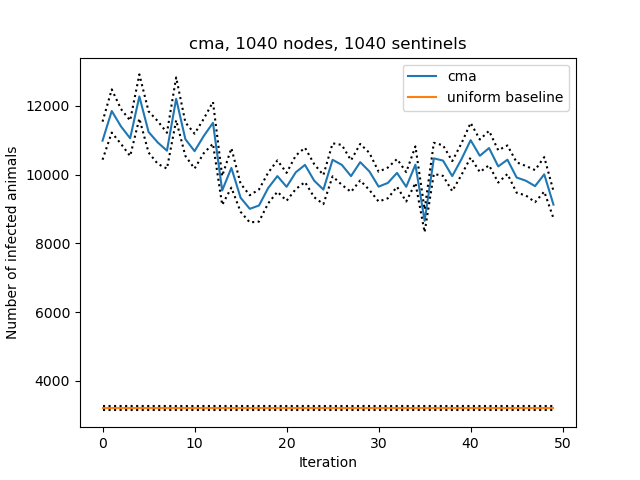 cma, 1040 nodes, 1040 sentinels
cma
uniform baseline
12000
10000
8000
6000
4000
Number of infected animals
0 10 20 30 40 50
Iteration